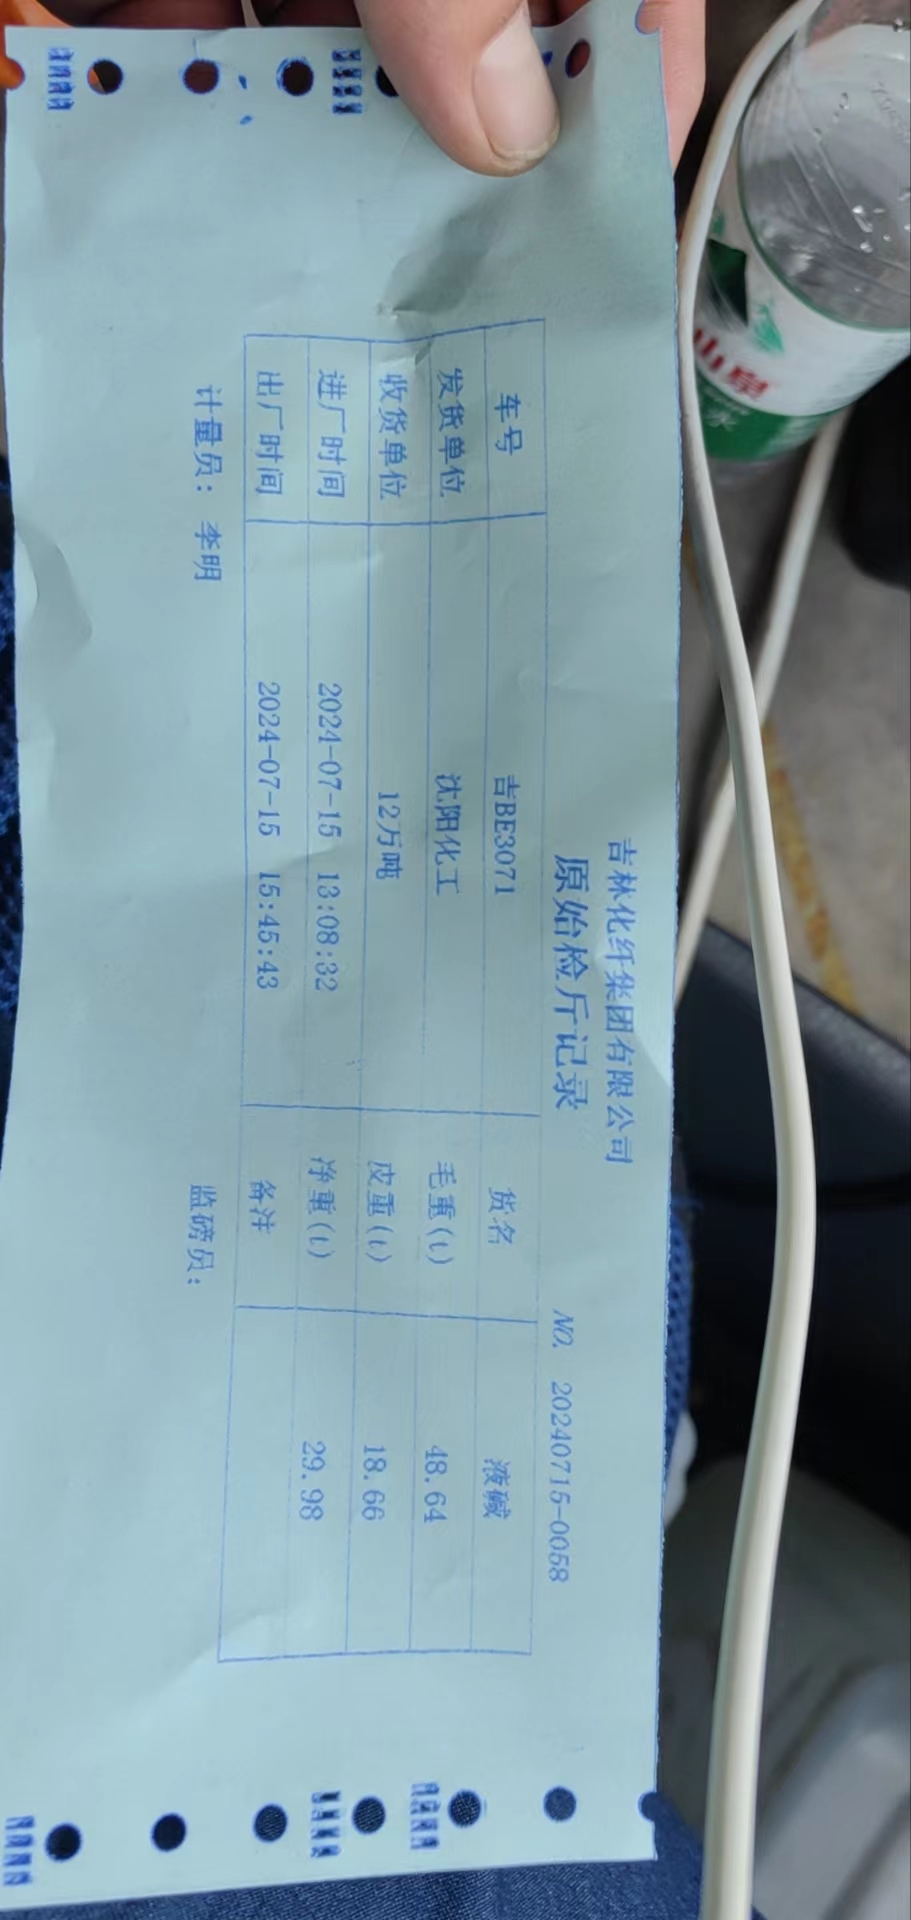 吉林化纤集团有限公司
原始检斤记录
NO. 20240715-0058
车号 吉BE3071 货名 液碱
发货单位 沈阳化工 毛重(t) 48.64
收货单位 12万吨 皮重(t) 18.66
进厂时间 2024-07-15 13:08:32 净重(t) 29.98
出厂时间 2024-07-15 15:45:43 备注
计量员: 李明 监磅员:
山泉
水